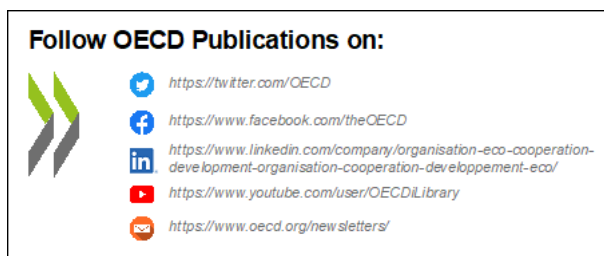 Follow OECD Publications on:
https://twitter.com/OECD
https://www.facebook.com/theOECD
in
https://www.linkedin.com/company/organisation-eco-cooperation-
development-organisation-cooperation-developpement-eco/
https://www.youtube.com/user/OECDiLibrary
https://www.oecd.org/newsletters/